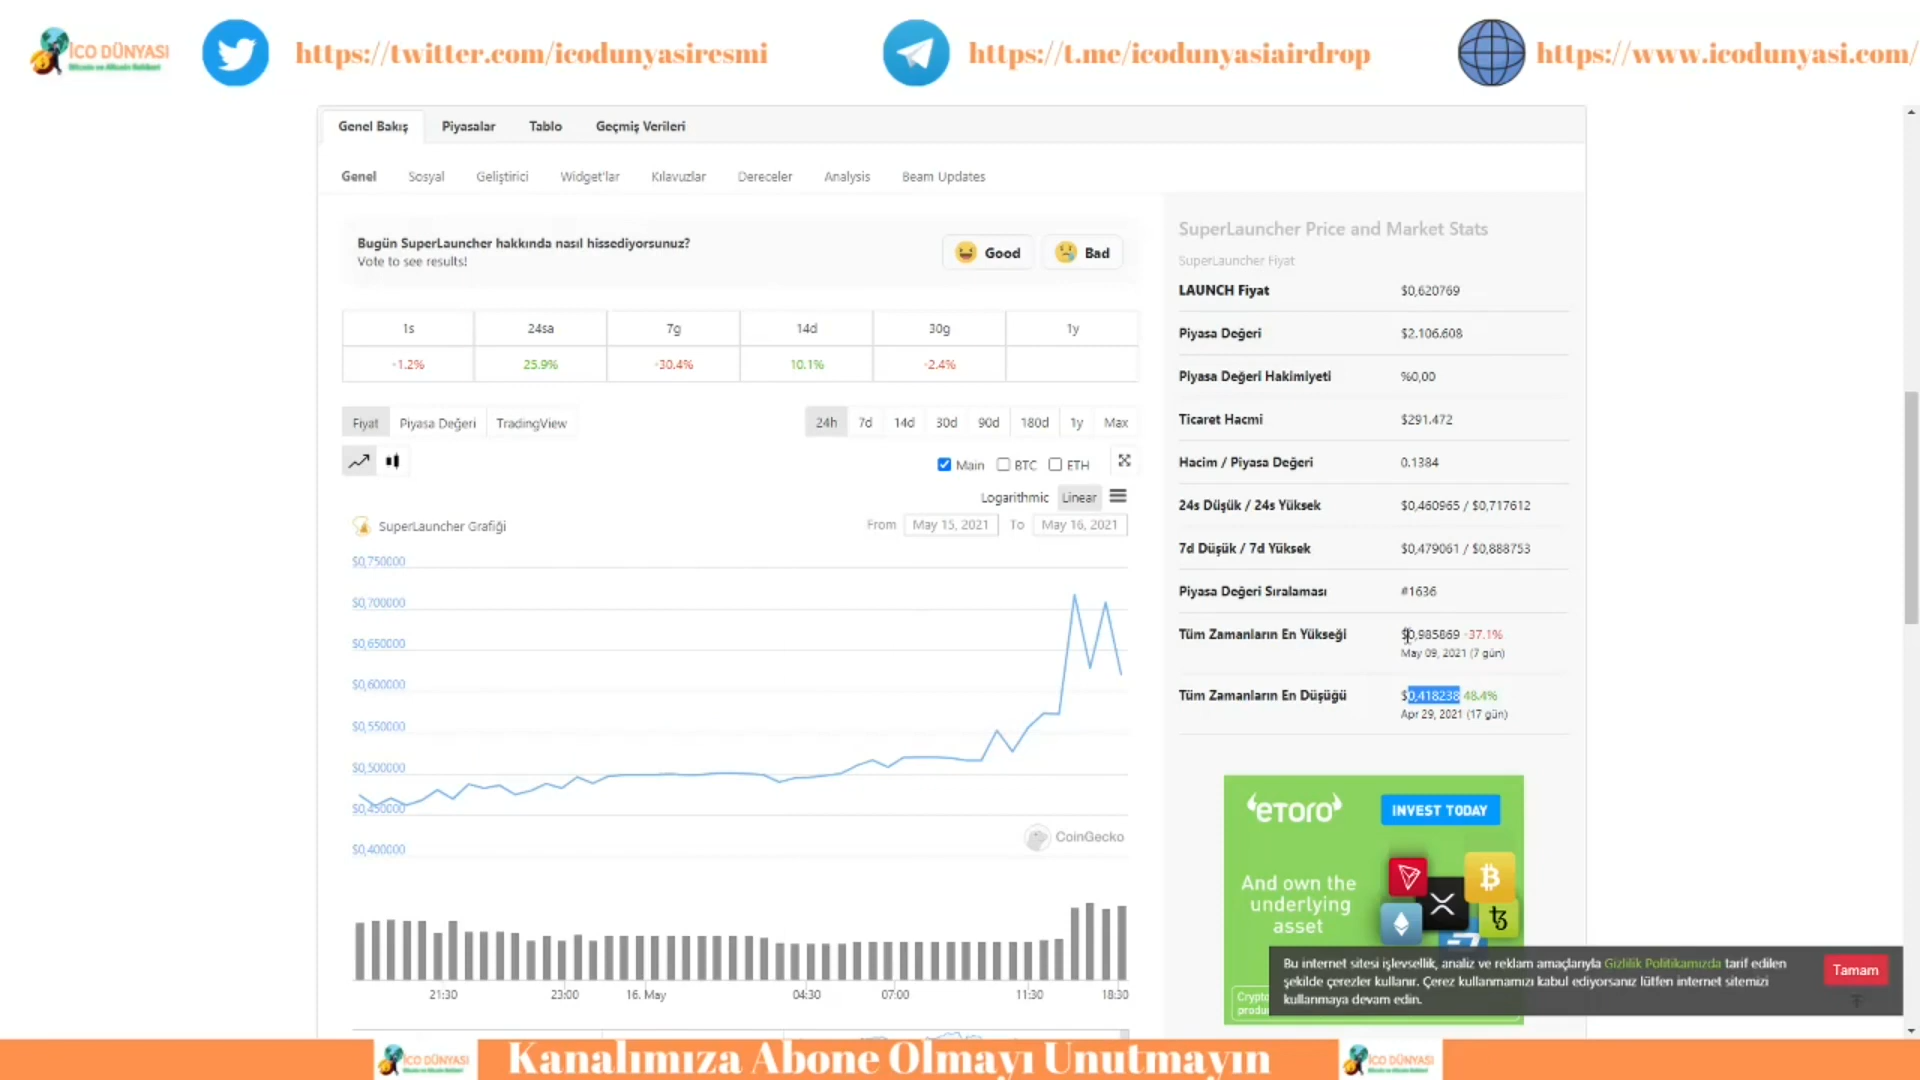 İCO DÜNYASI
Bitcoin ve Altcoin Rehberi
https://twitter.com/icodunyasiresmi
https://t.me/icodunyasiairdrop
https://www.icodunyasi.com/
Genel Bakış Piyasalar Tablo Geçmiş Verileri
Genel Sosyal Geliştirici Widget'lar Kılavuzlar Dereceler Analysis Beam Updates
Bugün SuperLauncher hakkında nasıl hissediyorsunuz?
Vote to see results!
Good Bad
1s 24sa 7g 14d 30g 1y
-1.2% 25.9% -30.4% 10.1% -2.4%
Fiyat Piyasa Değeri TradingView
24h 7d 14d 30d 90d 180d 1y Max
Main BTC ETH
Logarithmic Linear
SuperLauncher Grafiği
From May 15, 2021 To May 16, 2021
$0,750000
$0,700000
$0,650000
$0,600000
$0,550000
$0,500000
$0,450000
$0,400000
CoinGecko
21:30 23:00 16. May 04:30 07:00 11:30 18:30
SuperLauncher Price and Market Stats
SuperLauncher Fiyat
LAUNCH Fiyat $0,620769
Piyasa Değeri $2.106.608
Piyasa Değeri Hakimiyeti %0,00
Ticaret Hacmi $291.472
Hacim / Piyasa Değeri 0.1384
24s Düşük / 24s Yüksek $0,460965 / $0,717612
7d Düşük / 7d Yüksek $0,479061 / $0,888753
Piyasa Değeri Sıralaması #1636
Tüm Zamanların En Yükseği $0,985869 -37.1%
May 09, 2021 (7 gün)
Tüm Zamanların En Düşüğü $0,418238 48.4%
Apr 29, 2021 (17 gün)
eToro INVEST TODAY
And own the
underlying
asset
Bu internet sitesi işlevsellik, analiz ve reklam amaçlarıyla Gizlilik Politikamızda tarif edilen
şekilde çerezler kullanır. Çerez kullanmamızı kabul ediyorsanız lütfen internet sitemizi
kullanmaya devam edin.
Tamam
İCO DÜNYASI
Kanalımıza Abone Olmayı Unutmayın
İCO DÜNYASI